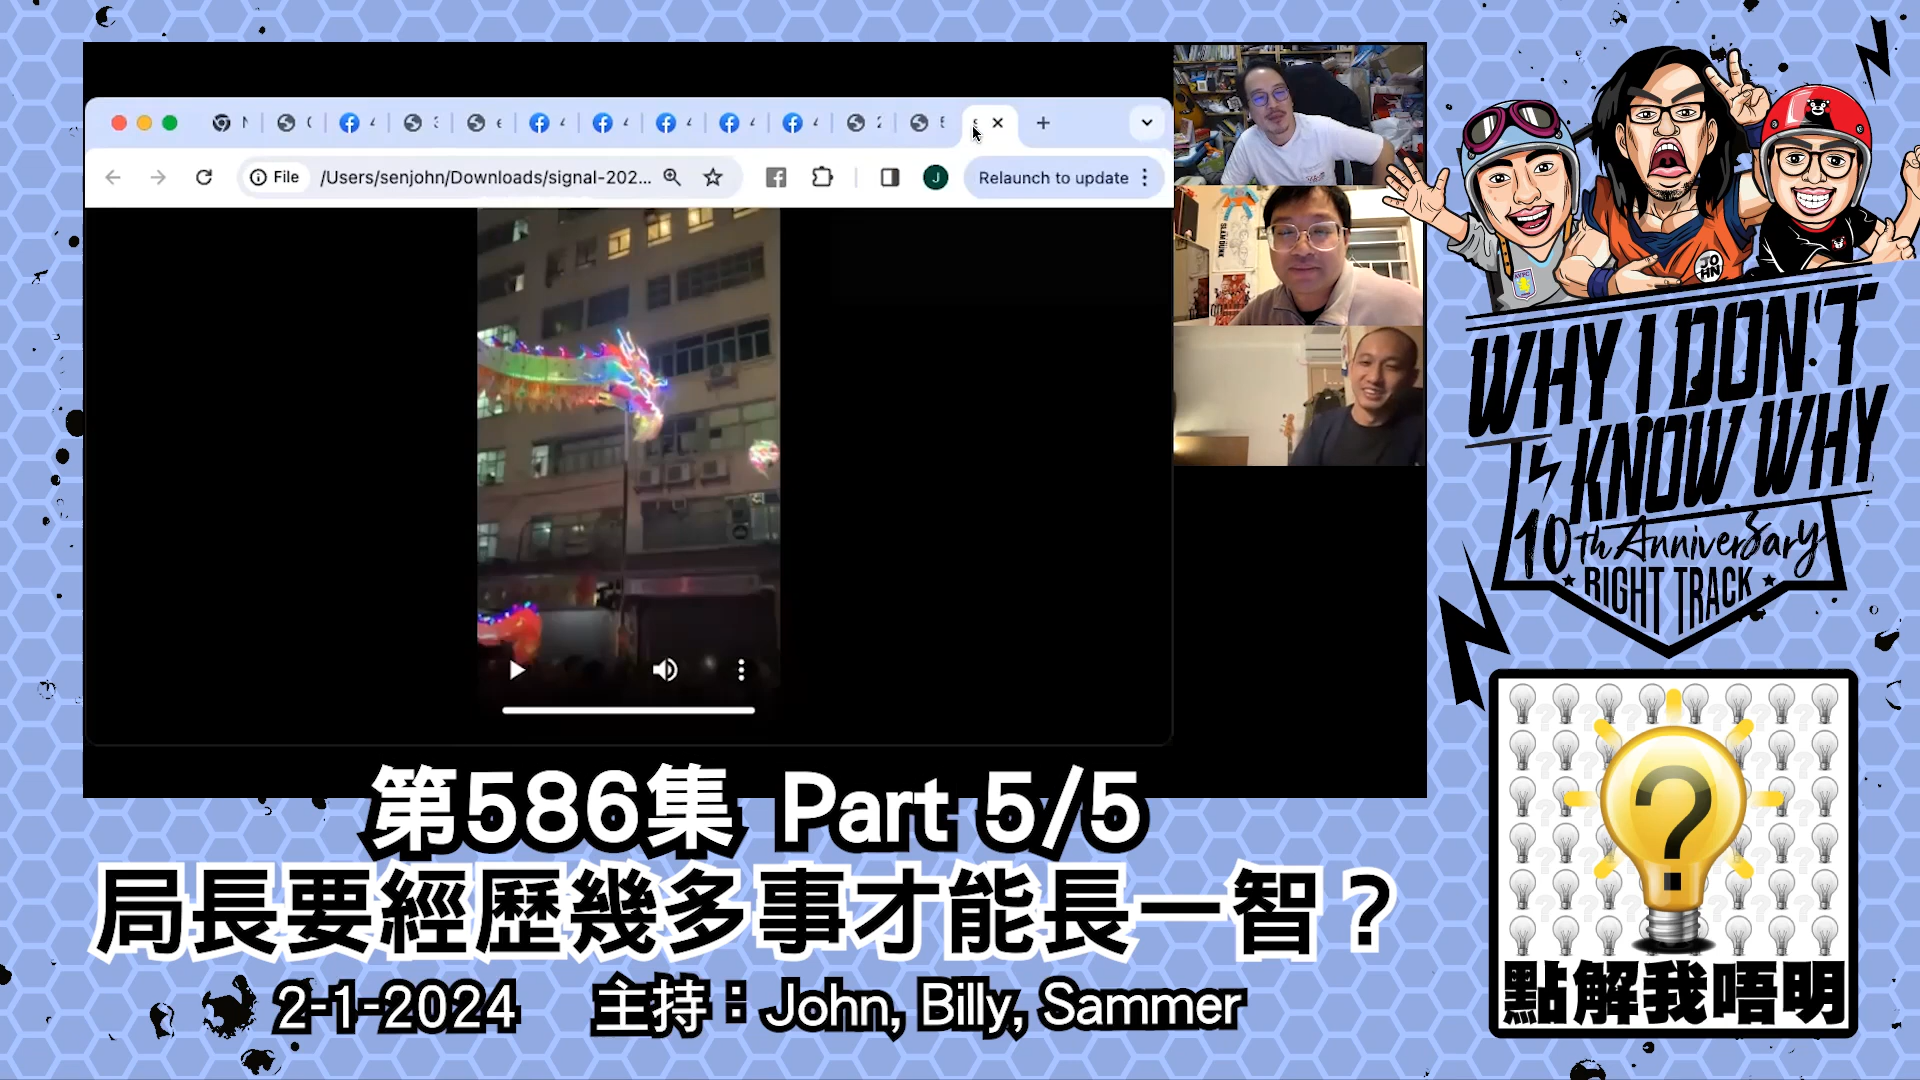 File
/Users/senjohn/Downloads/signal-202...
J
Relaunch to update
JOHN
WHY I DON'T
KNOW WHY
10th Anniversary
RIGHT TRACK
第586集 Part 5/5
局長要經歷幾多事才能長一智？
2-1-2024 主持：John, Billy, Sammer
?
點解我唔明